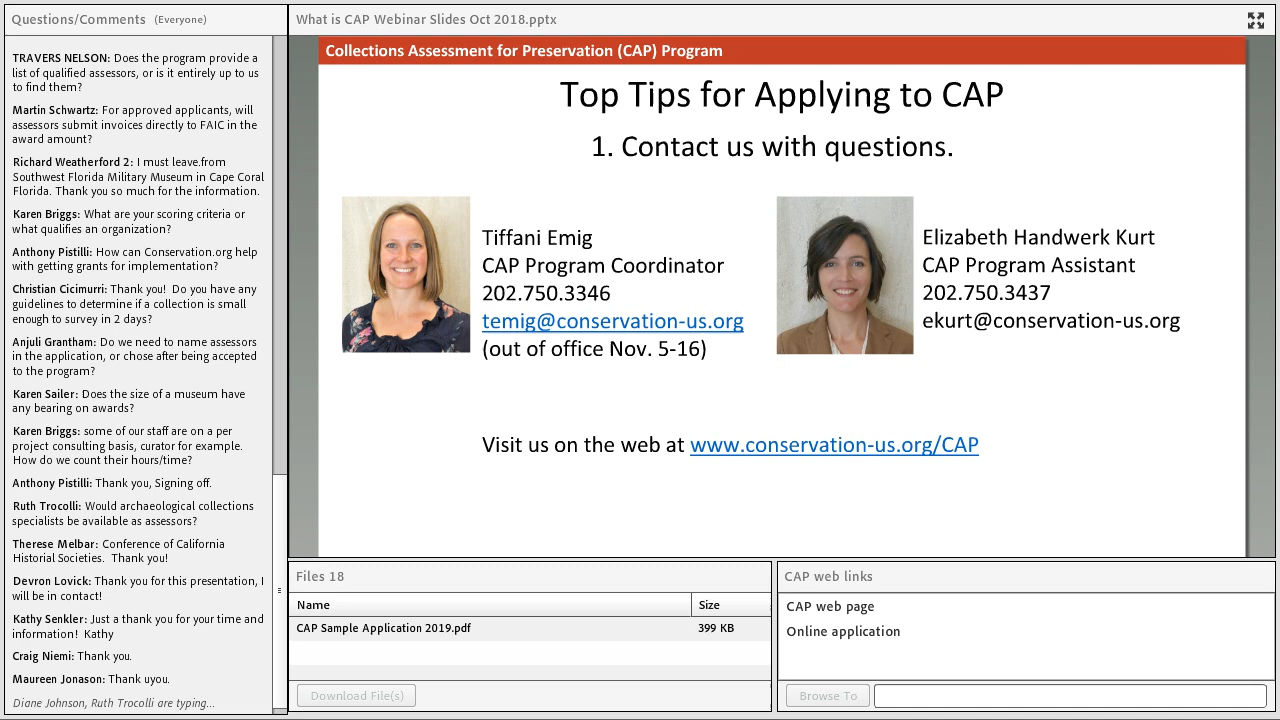 Questions/Comments (Everyone)
TRAVERS NELSON: Does the program provide a
list of qualified assessors, or is it entirely up to us
to find them?
Martin Schwartz: For approved applicants, will
assessors submit invoices directly to FAIC in the
award amount?
Richard Weatherford 2: I must leave.from
Southwest Florida Military Museum in Cape Coral
Florida. Thank you so much for the information.
Karen Briggs: What are your scoring criteria or
what qualifies an organization?
Anthony Pistilli: How can Conservation.org help
with getting grants for implementation?
Christian Cicimurri: Thank you!  Do you have any
guidelines to determine if a collection is small
enough to survey in 2 days?
Anjuli Grantham: Do we need to name assessors
in the application, or chose after being accepted
to the program?
Karen Sailer: Does the size of a museum have
any bearing on awards?
Karen Briggs: some of our staff are on a per
project consulting basis, curator for example.
How do we count their hours/time?
Anthony Pistilli: Thank you, Signing off.
Ruth Trocolli: Would archaeological collections
specialists be available as assessors?
Therese Melbar: Conference of California
Historial Societies.  Thank you!
Devron Lovick: Thank you for this presentation, I
will be in contact!
Kathy Senkler: Just a thank you for your time and
information!  Kathy
Craig Niemi: Thank you.
Maureen Jonason: Thank uyou.
Diane Johnson, Ruth Trocolli are typing...
What is CAP Webinar Slides Oct 2018.pptx
Collections Assessment for Preservation (CAP) Program
Top Tips for Applying to CAP
1. Contact us with questions.
Tiffani Emig
CAP Program Coordinator
202.750.3346
temig@conservation-us.org
(out of office Nov. 5-16)
Elizabeth Handwerk Kurt
CAP Program Assistant
202.750.3437
ekurt@conservation-us.org
Visit us on the web at www.conservation-us.org/CAP
Files 18
Name Size
CAP Sample Application 2019.pdf 399 KB
Download File(s)
CAP web links
CAP web page
Online application
Browse To